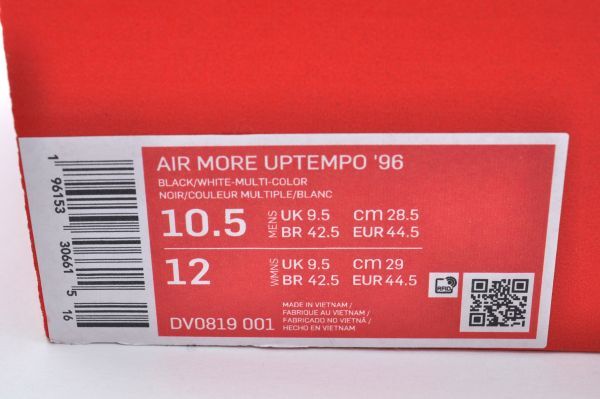 AIR MORE UPTEMPO '96
BLACK/WHITE-MULTI-COLOR
NOIR/COULEUR MULTIPLE/BLANC
10.5 MENS UK 9.5 CM 28.5
BR 42.5 EUR 44.5
12 WMNS UK 9.5 CM 29
BR 42.5 EUR 44.5
RFID
DV0819 001
MADE IN VIETNAM /
FABRIQUE AU VIETNAM /
FABRICADO NO VIETNÃ /
HECHO EN VIETNAM
1 96153 30661 5 16